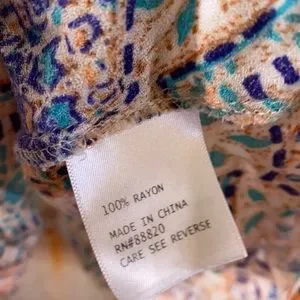 100% RAYON
MADE IN CHINA
RN#88820
CARE SEE REVERSE